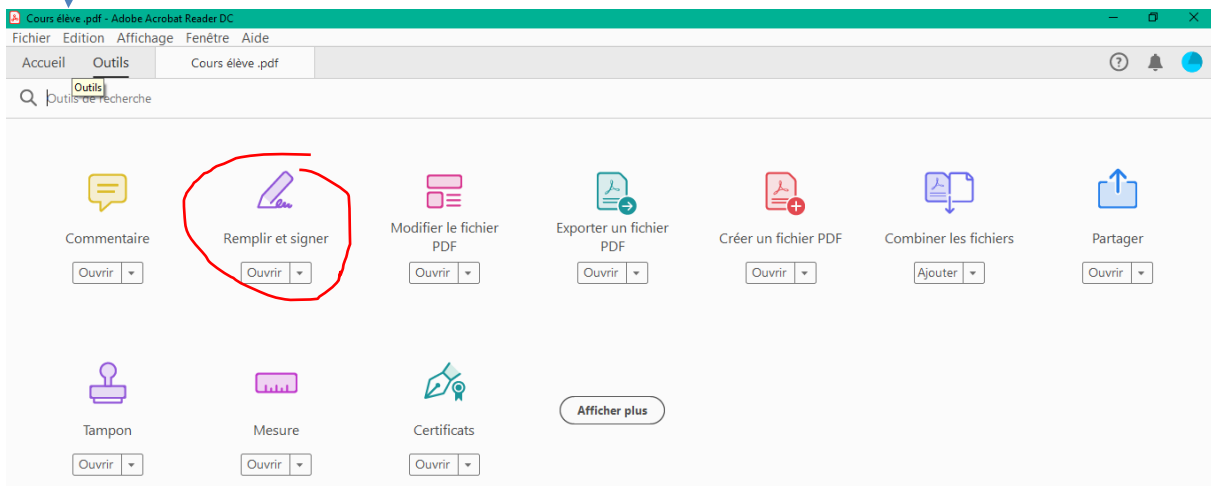 Cours élève .pdf - Adobe Acrobat Reader DC
Fichier Edition Affichage Fenêtre Aide
Accueil Outils Cours élève .pdf
Outils
Outils de recherche
Commentaire
Ouvrir
Remplir et signer
Ouvrir
Modifier le fichier
PDF
Ouvrir
Exporter un fichier
PDF
Ouvrir
Créer un fichier PDF
Ouvrir
Combiner les fichiers
Ajouter
Partager
Ouvrir
Tampon
Ouvrir
Mesure
Ouvrir
Certificats
Ouvrir
Afficher plus